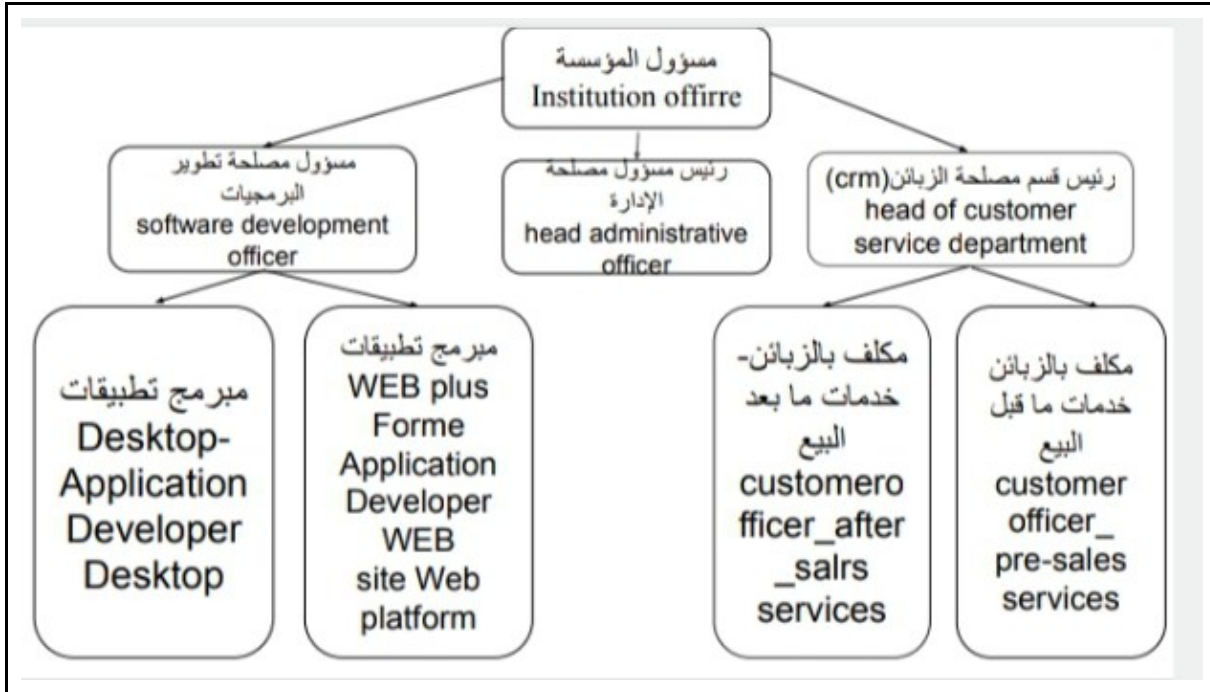 مسؤول المؤسسة
Institution offirre
مسؤول مصلحة تطوير
البرمجيات
software development
officer
رئيس مسؤول مصلحة
الإدارة
head administrative
officer
رئيس قسم مصلحة الزبائن(crm)
head of customer
service department
مبرمج تطبيقات
Desktop-
Application
Developer
Desktop
مبرمج تطبيقات
WEB plus
Forme
Application
Developer
WEB
site Web
platform
مكلف بالزبائن-
خدمات ما بعد
البيع
customero
fficer_after
_salrs
services
مكلف بالزبائن
خدمات ما قبل
البيع
customer
officer_
pre-sales
services